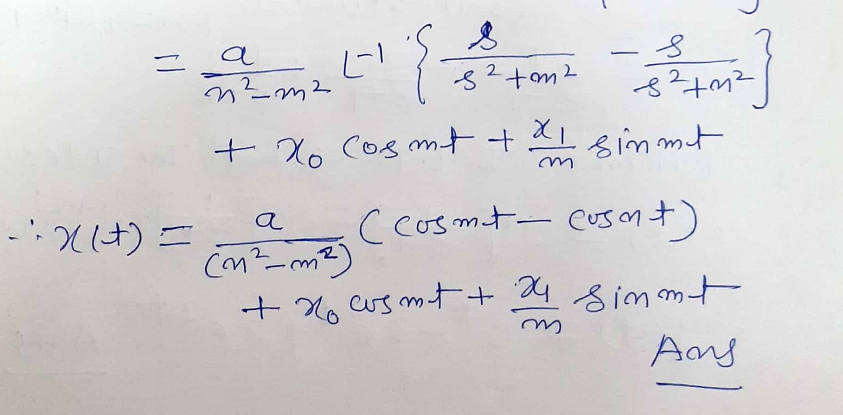 = a/(n²-m²) L⁻¹ { s/(s²+m²) - s/(s²+n²) }
+ x₀ cos mt + x₁/m sin mt
∴ x(t) = a/(n²-m²) (cos mt - cos nt)
+ x₀ cos mt + x₁/m sin mt
Ans